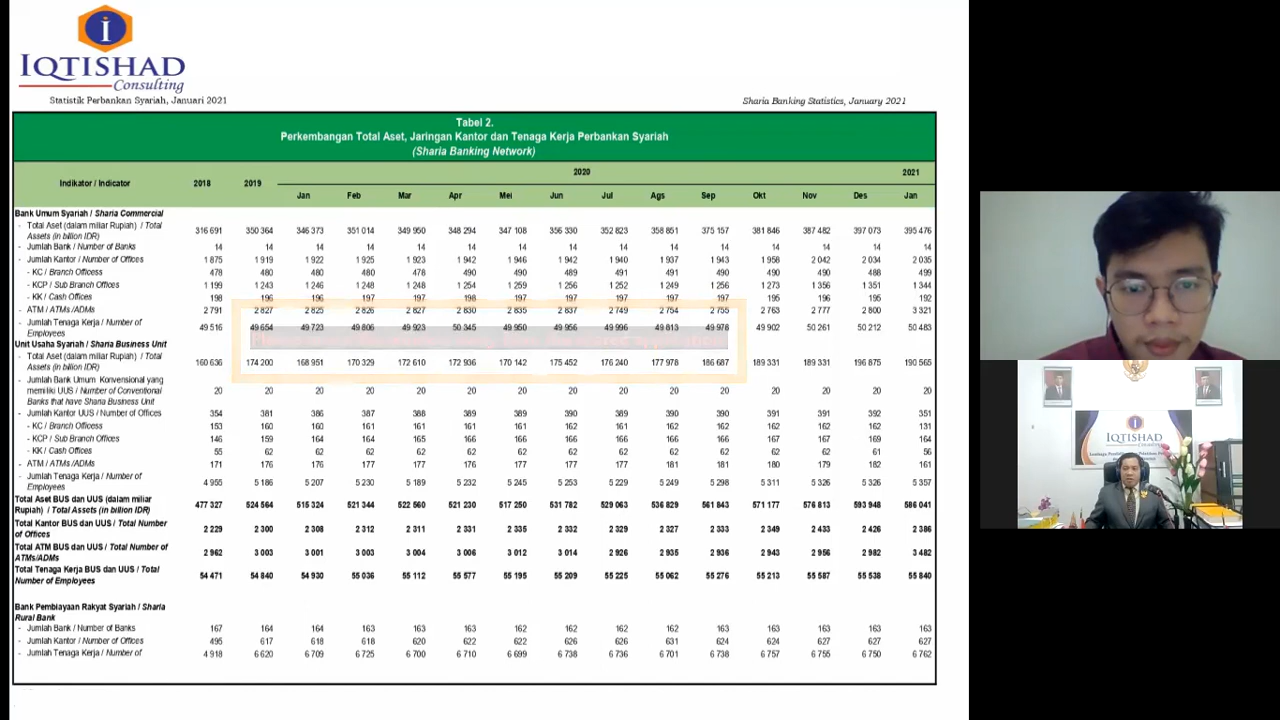 i
IQTISHAD
Consulting
Statistik Perbankan Syariah, Januari 2021
Sharia Banking Statistics, January 2021
Tabel 2.
Perkembangan Total Aset, Jaringan Kantor dan Tenaga Kerja Perbankan Syariah
(Sharia Banking Network)
Indikator / Indicator 2018 2019 2020 2021
Jan Feb Mar Apr Mei Jun Jul Ags Sep Okt Nov Des Jan
Bank Umum Syariah / Sharia Commercial
- Total Aset (dalam miliar Rupiah) / Total
Assets (in billion IDR) 316 691 350 364 346 373 351 014 349 950 348 294 347 108 356 330 352 823 358 851 375 157 381 846 387 482 397 073 395 476
- Jumlah Bank / Number of Banks 14 14 14 14 14 14 14 14 14 14 14 14 14 14 14
- Jumlah Kantor / Number of Offices 1 875 1 919 1 922 1 925 1 923 1 942 1 946 1 942 1 940 1 937 1 943 1 958 2 042 2 034 2 035
- KC / Branch Officess 478 480 480 480 478 490 490 489 491 491 490 490 490 488 499
- KCP / Sub Branch Offices 1 199 1 243 1 246 1 248 1 248 1 254 1 259 1 256 1 252 1 249 1 256 1 273 1 356 1 351 1 344
- KK / Cash Offices 198 196 196 197 197 198 197 197 197 197 197 195 196 195 192
- ATM / ATMs/ADMs 2 791 2 827 2 825 2 826 2 827 2 830 2 835 2 837 2 749 2 754 2 755 2 763 2 777 2 800 3 321
- Jumlah Tenaga Kerja / Number of
Employees 49 516 49 654 49 723 49 806 49 923 50 345 49 950 49 956 49 996 49 813 49 978 49 902 50 261 50 212 50 483
Unit Usaha Syariah / Sharia Business Unit
- Total Aset (dalam miliar Rupiah) / Total
Assets (in billion IDR) 160 636 174 200 168 951 170 329 172 610 172 936 170 142 175 452 176 240 177 978 186 687 189 331 189 331 196 875 190 565
- Jumlah Bank Umum Konvensional yang
memiliki UUS / Number of Conventional
Banks that have Sharia Business Unit 20 20 20 20 20 20 20 20 20 20 20 20 20 20 20
- Jumlah Kantor UUS / Number of Offices 354 381 386 387 388 389 389 390 389 390 390 391 391 392 351
- KC / Branch Officess 153 160 160 161 161 161 161 162 161 162 162 162 162 162 131
- KCP / Sub Branch Offices 146 159 164 164 165 166 166 166 166 166 166 167 167 169 164
- KK / Cash Offices 55 62 62 62 62 62 62 62 62 62 62 62 62 61 56
- ATM / ATMs/ADMs 171 176 176 177 177 176 177 177 177 181 181 180 179 182 161
- Jumlah Tenaga Kerja / Number of
Employees 4 955 5 186 5 207 5 230 5 189 5 232 5 245 5 253 5 229 5 249 5 298 5 311 5 326 5 326 5 357
Total Aset BUS dan UUS (dalam miliar
Rupiah) / Total Assets (in billion IDR) 477 327 524 564 515 324 521 344 522 560 521 230 517 250 531 782 529 063 536 829 561 843 571 177 576 813 593 948 586 041
Total Kantor BUS dan UUS / Total Number
of Offices 2 229 2 300 2 308 2 312 2 311 2 331 2 335 2 332 2 329 2 327 2 333 2 349 2 433 2 426 2 386
Total ATM BUS dan UUS / Total Number of
ATMs/ADMs 2 962 3 003 3 001 3 003 3 004 3 006 3 012 3 014 2 926 2 935 2 936 2 943 2 956 2 982 3 482
Total Tenaga Kerja BUS dan UUS / Total
Number of Employees 54 471 54 840 54 930 55 036 55 112 55 577 55 195 55 209 55 225 55 062 55 276 55 213 55 587 55 538 55 840
Bank Pembiayaan Rakyat Syariah / Sharia
Rural Bank
- Jumlah Bank / Number of Banks 167 164 164 163 163 163 162 162 162 162 163 163 163 163 163
- Jumlah Kantor / Number of Offices 495 617 618 618 620 622 622 626 626 631 624 624 627 627 627
- Jumlah Tenaga Kerja / Number of 4 918 6 620 6 709 6 725 6 700 6 710 6 699 6 738 6 736 6 701 6 738 6 757 6 755 6 750 6 762
i
IQTISHAD
Consulting